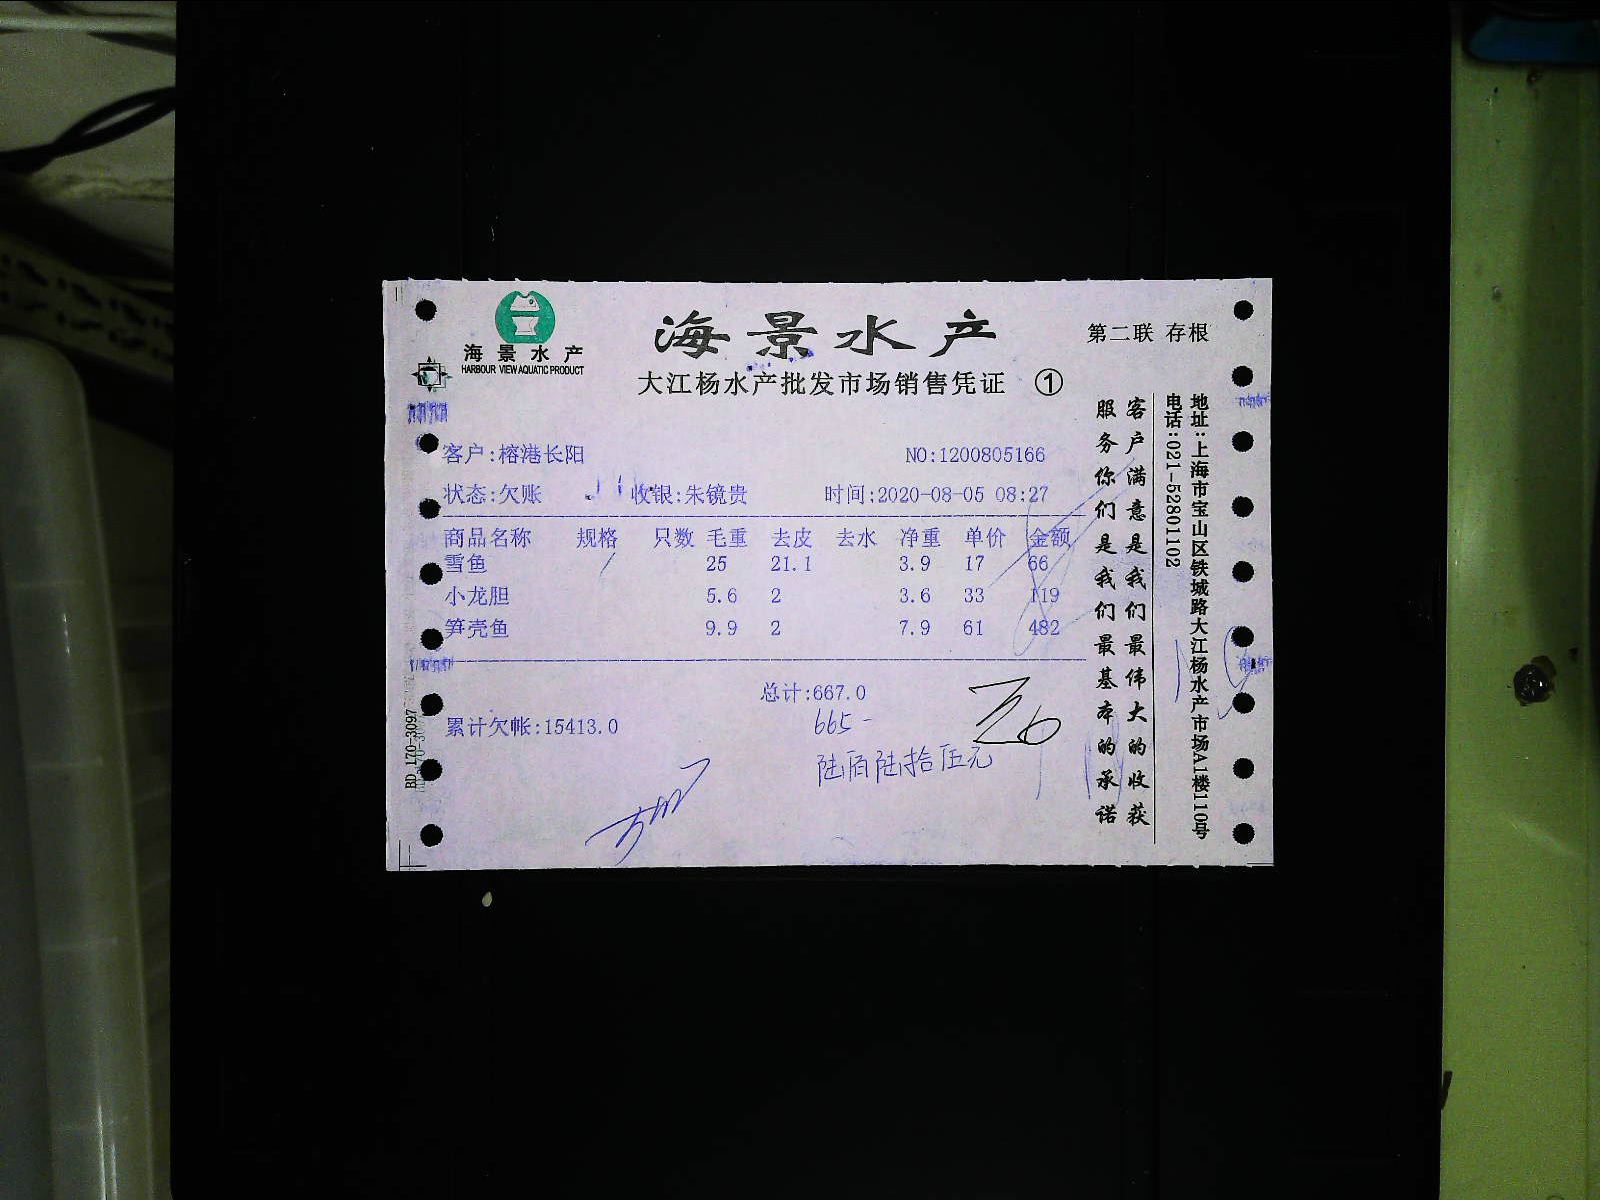 海景水产
HARBOUR VIEW AQUATIC PRODUCT
海景水产
第二联 存根
大江杨水产批发市场销售凭证 ①
客户:榕港长阳 NO:1200805166
状态:欠账 收银:朱镜贵 时间:2020-08-05 08:27
商品名称 规格 只数 毛重 去皮 去水 净重 单价 金额
雪鱼 25 21.1 3.9 17 66
小龙胆 5.6 2 3.6 33 119
笋壳鱼 9.9 2 7.9 61 482
总计:667.0
累计欠帐:15413.0
665-
陆佰陆拾伍元
客户满意是我们最伟大的收获
服务你们是我们最基本的承诺
地址:上海市宝山区铁城路大江杨水产市场A1楼110号
电话:021-52801102
BD 170-3097